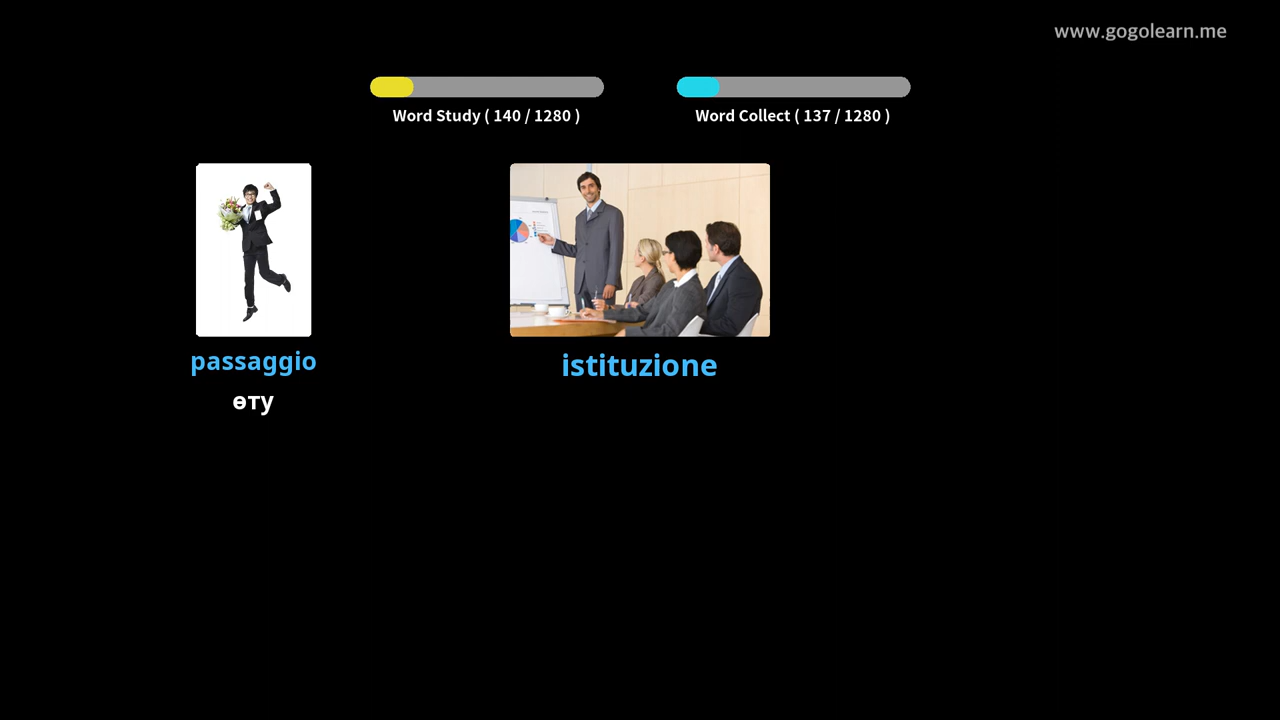 www.gogolearn.me
Word Study ( 140 / 1280 )
Word Collect ( 137 / 1280 )
passaggio
өту
istituzione